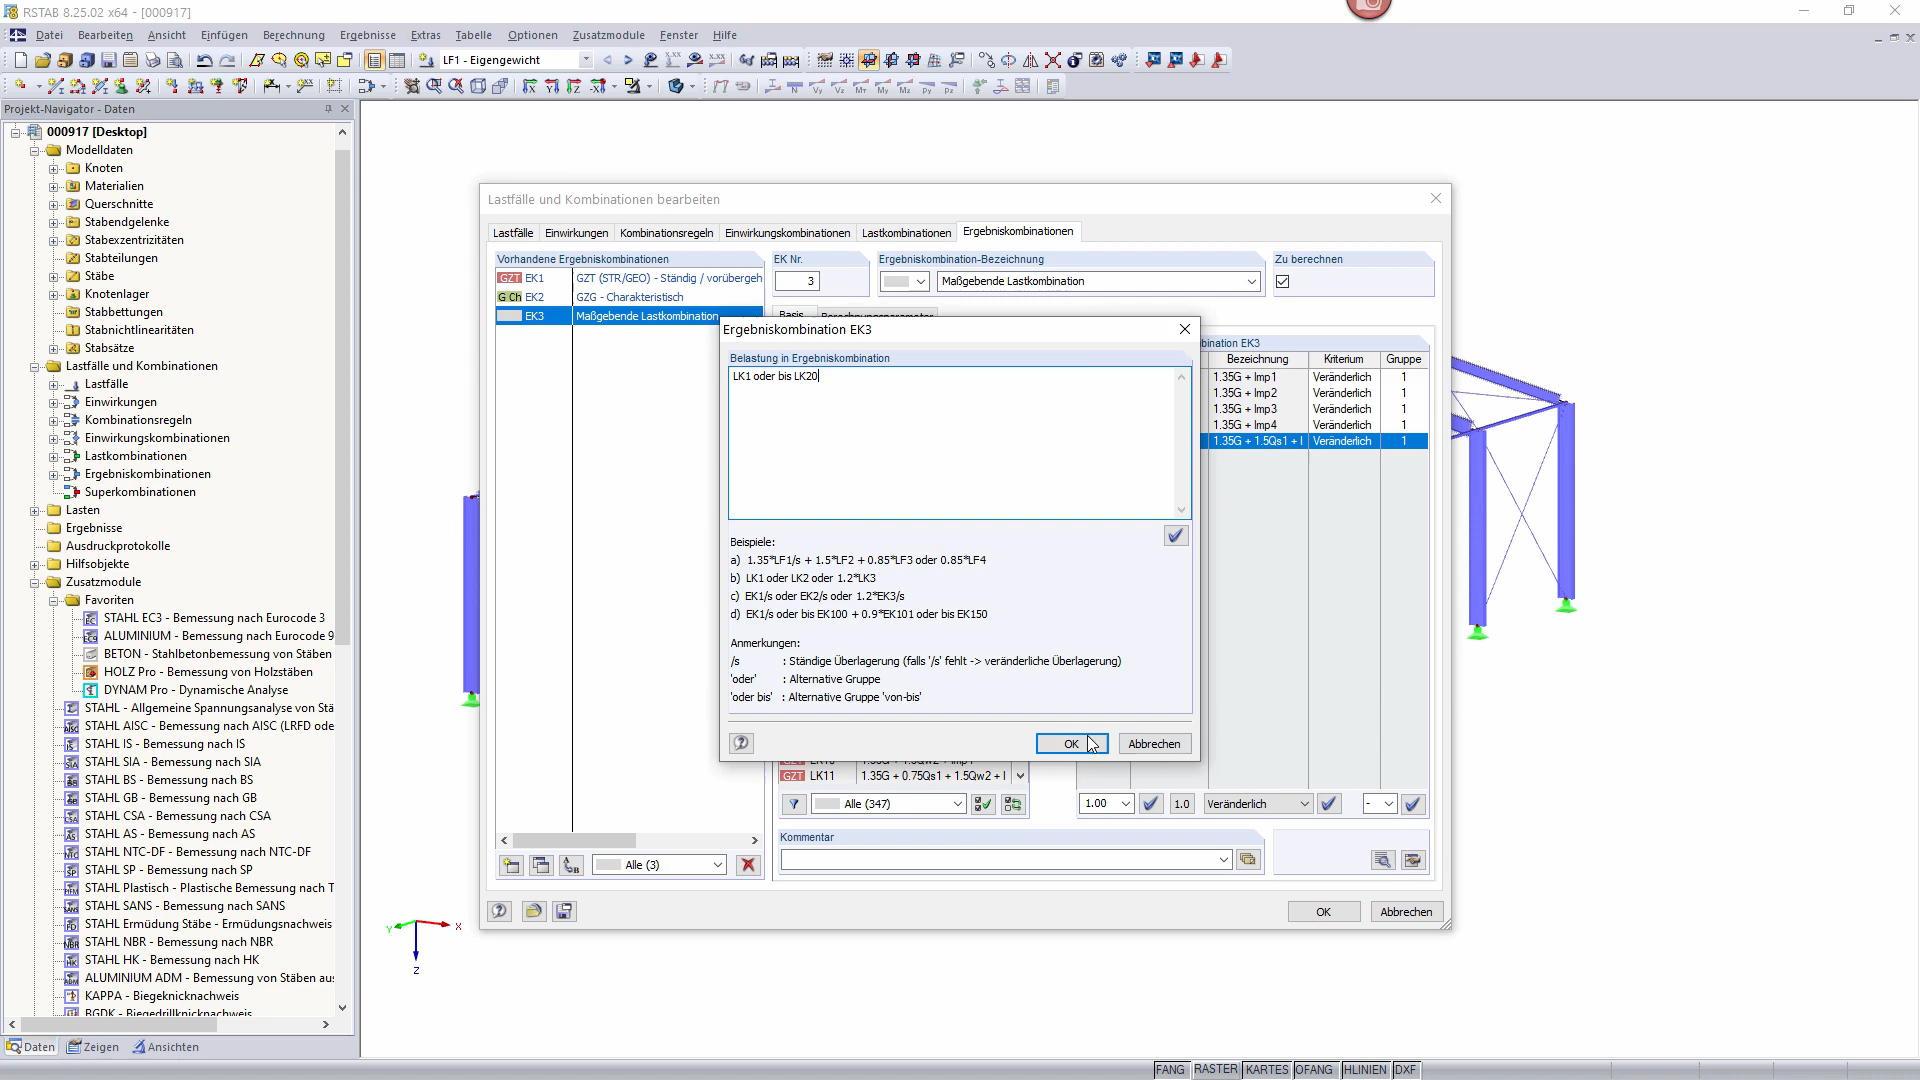 RSTAB 8.25.02 x64 - [000917]
Datei Bearbeiten Ansicht Einfügen Berechnung Ergebnisse Extras Tabelle Optionen Zusatzmodule Fenster Hilfe
LF1 - Eigengewicht
Projekt-Navigator - Daten
000917 [Desktop]
Modelldaten
Knoten
Materialien
Querschnitte
Stabendgelenke
Stabexzentrizitäten
Stabteilungen
Stäbe
Knotenlager
Stabbettungen
Stabnichtlinearitäten
Stabsätze
Lastfälle und Kombinationen
Lastfälle
Einwirkungen
Kombinationsregeln
Einwirkungskombinationen
Lastkombinationen
Ergebniskombinationen
Superkombinationen
Lasten
Ergebnisse
Ausdruckprotokolle
Hilfsobjekte
Zusatzmodule
Favoriten
STAHL EC3 - Bemessung nach Eurocode 3
ALUMINIUM - Bemessung nach Eurocode 9
BETON - Stahlbetonbemessung von Stäben
HOLZ Pro - Bemessung von Holzstäben
DYNAM Pro - Dynamische Analyse
STAHL - Allgemeine Spannungsanalyse von Stä
STAHL AISC - Bemessung nach AISC (LRFD ode
STAHL IS - Bemessung nach IS
STAHL SIA - Bemessung nach SIA
STAHL BS - Bemessung nach BS
STAHL GB - Bemessung nach GB
STAHL CSA - Bemessung nach CSA
STAHL AS - Bemessung nach AS
STAHL NTC-DF - Bemessung nach NTC-DF
STAHL SP - Bemessung nach SP
STAHL Plastisch - Plastische Bemessung nach T
STAHL SANS - Bemessung nach SANS
STAHL Ermüdung Stäbe - Ermüdungsnachweis
STAHL NBR - Bemessung nach NBR
STAHL HK - Bemessung nach HK
ALUMINIUM ADM - Bemessung von Stäben aus
KAPPA - Biegeknicknachweis
BGDK - Biegedrillknicknachweis
Daten Zeigen Ansichten
Lastfälle und Kombinationen bearbeiten
Lastfälle Einwirkungen Kombinationsregeln Einwirkungskombinationen Lastkombinationen Ergebniskombinationen
Vorhandene Ergebniskombinationen
GZT EK1 GZT (STR/GEO) - Ständig / vorübergeh
G Ch EK2 GZG - Charakteristisch
EK3 Maßgebende Lastkombination
EK Nr.
3
Ergebniskombination-Bezeichnung
Maßgebende Lastkombination
Zu berechnen
Basis Berechnungsparameter
Ergebniskombination EK3
Belastung in Ergebniskombination
LK1 oder bis LK20
Beispiele:
a) 1.35*LF1/s + 1.5*LF2 + 0.85*LF3 oder 0.85*LF4
b) LK1 oder LK2 oder 1.2*LK3
c) EK1/s oder EK2/s oder 1.2*EK3/s
d) EK1/s oder bis EK100 + 0.9*EK101 oder bis EK150
Anmerkungen:
/s : Ständige Überlagerung (falls '/s' fehlt -> veränderliche Überlagerung)
'oder' : Alternative Gruppe
'oder bis' : Alternative Gruppe 'von-bis'
OK Abbrechen
bination EK3
Bezeichnung Kriterium Gruppe
1.35G + Imp1 Veränderlich 1
1.35G + Imp2 Veränderlich 1
1.35G + Imp3 Veränderlich 1
1.35G + Imp4 Veränderlich 1
1.35G + 1.5Qs1 + I Veränderlich 1
GZT LK11 1.35G + 0.75Qs1 + 1.5Qw2 + I
Alle (347)
1.00 1.0 Veränderlich -
Kommentar
Alle (3)
OK Abbrechen
Y X
Z
FANG RASTER KARTES OFANG HLINIEN DXF